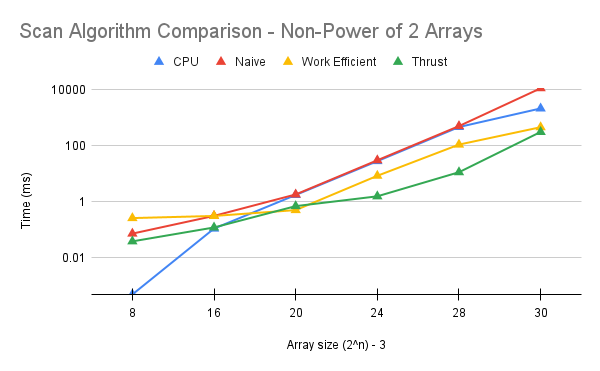 Scan Algorithm Comparison - Non-Power of 2 Arrays
CPU Naive Work Efficient Thrust
10000
100
1
0.01
Time (ms)
8 16 20 24 28 30
Array size (2^n) - 3